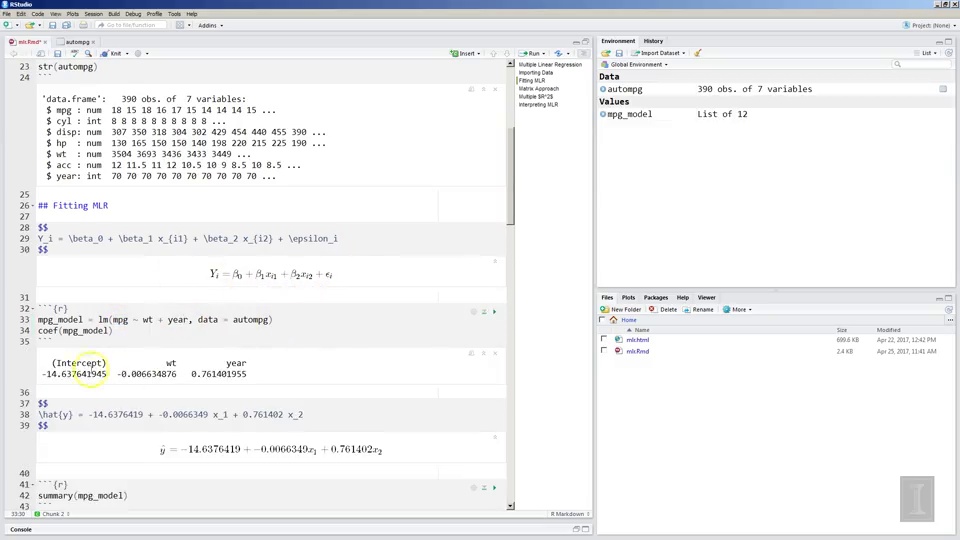 RStudio
File Edit Code View Plots Session Build Debug Profile Tools Help
Go to file/function Addins Project: (None)
mlr.Rmd* autompg
Knit Insert Run
23 str(autompg)
24 ```
'data.frame': 390 obs. of 7 variables:
$ mpg : num 18 15 18 16 17 15 14 14 14 15 ...
$ cyl : int 8 8 8 8 8 8 8 8 8 8 ...
$ disp: num 307 350 318 304 302 429 454 440 455 390 ...
$ hp : num 130 165 150 150 140 198 220 215 225 190 ...
$ wt : num 3504 3693 3436 3433 3449 ...
$ acc : num 12 11.5 11 12 10.5 10 9 8.5 10 8.5 ...
$ year: int 70 70 70 70 70 70 70 70 70 70 ...
25
26 ## Fitting MLR
27
28 $$
29 Y_i = \beta_0 + \beta_1 x_{i1} + \beta_2 x_{i2} + \epsilon_i
30 $$
Yᵢ = β₀ + β₁xᵢ₁ + β₂xᵢ₂ + ϵᵢ
31
32 ```{r}
33 mpg_model = lm(mpg ~ wt + year, data = autompg)
34 coef(mpg_model)
35 ```
(Intercept) wt year
-14.637641945 -0.006634876 0.761401955
36
37 $$
38 \hat{y} = -14.6376419 + -0.0066349 x_1 + 0.761402 x_2
39 $$
ŷ = −14.6376419 + −0.0066349x₁ + 0.761402x₂
40
41 ```{r}
42 summary(mpg_model)
43 ```
33:30 Chunk 2 R Markdown
Console
Multiple Linear Regression
Importing Data
Fitting MLR
Matrix Approach
Multiple $R^2$
Interpreting MLR
Environment History
Import Dataset List
Global Environment
Data
autompg 390 obs. of 7 variables
Values
mpg_model List of 12
Files Plots Packages Help Viewer
New Folder Delete Rename More
Home
Name Size Modified
mlr.html 699.6 KB Apr 22, 2017, 12:42 PM
mlr.Rmd 2.4 KB Apr 25, 2017, 11:41 AM
I